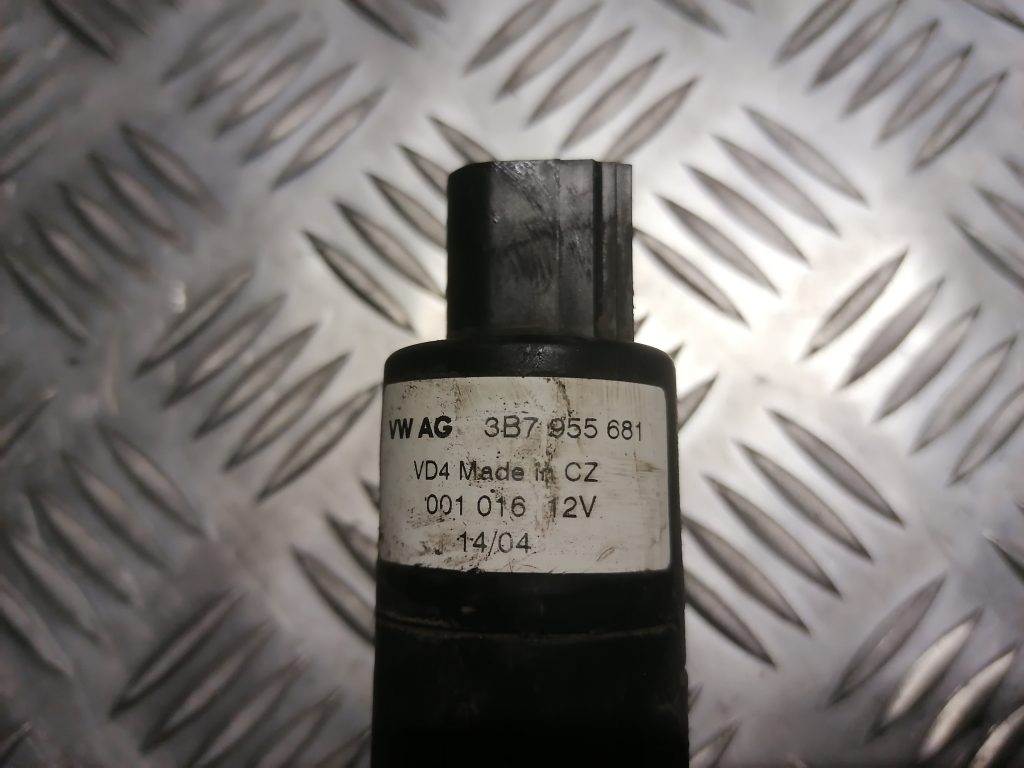 VW AG 3B7 955 681
VD4 Made in CZ
001 016 12V
14/04